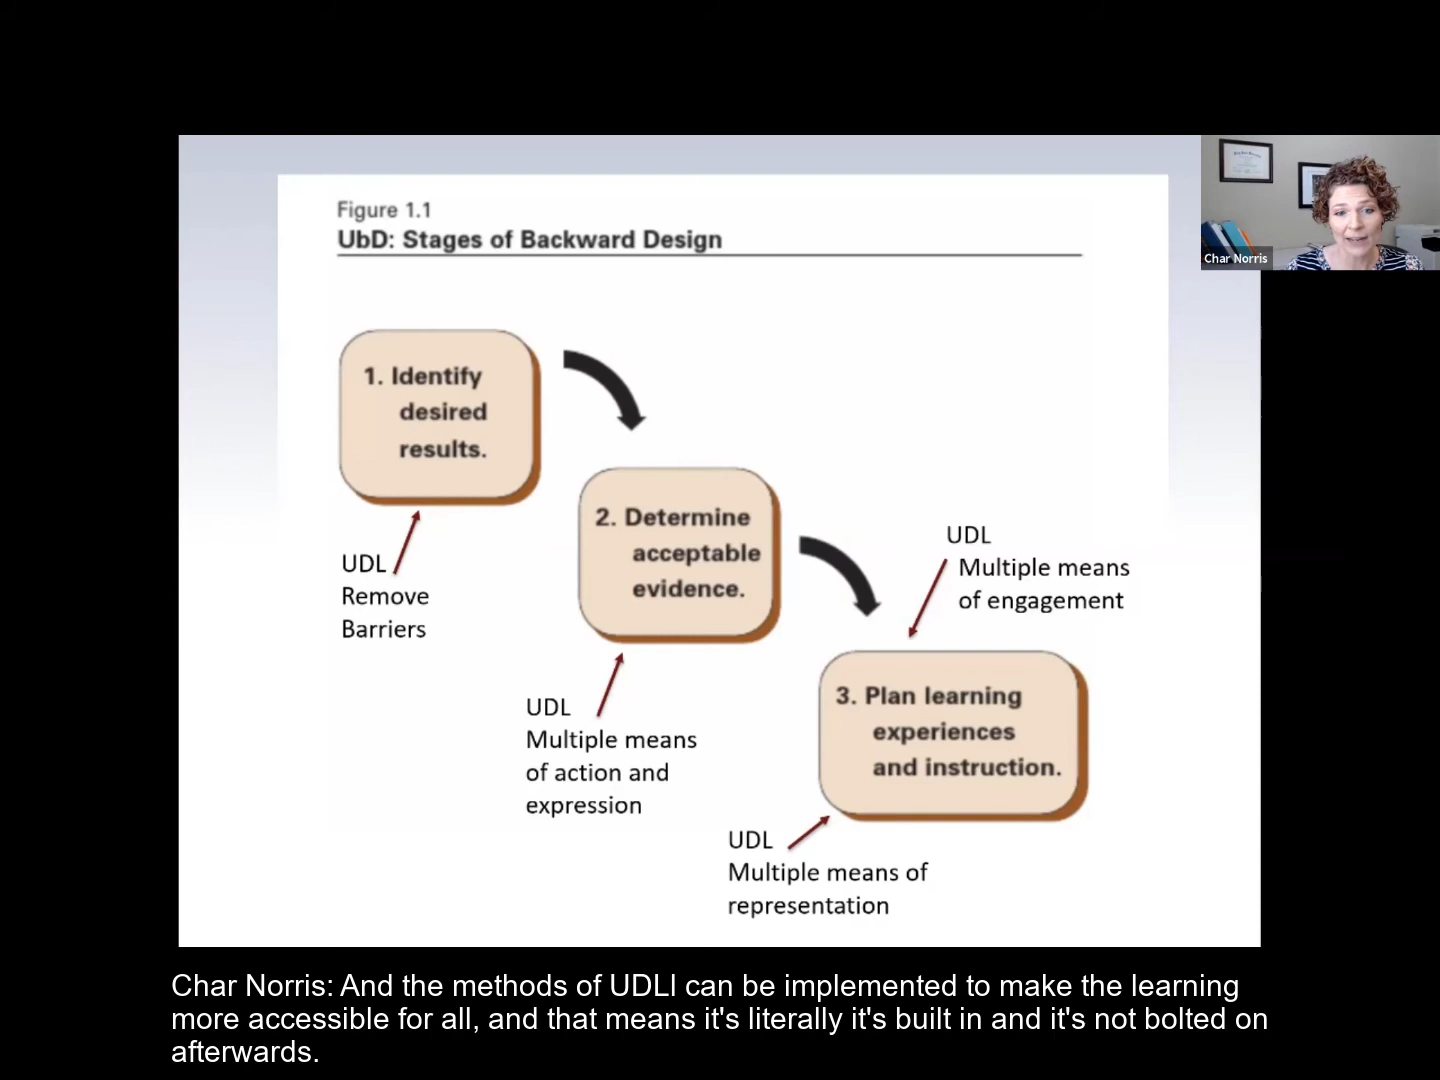 Figure 1.1
UbD: Stages of Backward Design
1. Identify
desired
results.
UDL
Remove
Barriers
2. Determine
acceptable
evidence.
UDL
Multiple means
of action and
expression
UDL
Multiple means
of engagement
3. Plan learning
experiences
and instruction.
UDL
Multiple means of
representation
Char Norris
Char Norris: And the methods of UDLI can be implemented to make the learning
more accessible for all, and that means it's literally it's built in and it's not bolted on
afterwards.